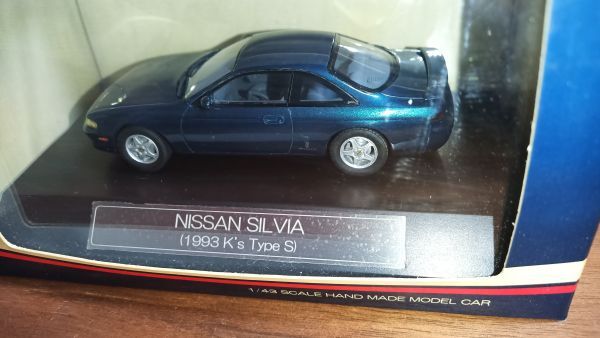 NISSAN SILVIA
(1993 K's Type S)
1/43 SCALE HAND MADE MODEL CAR